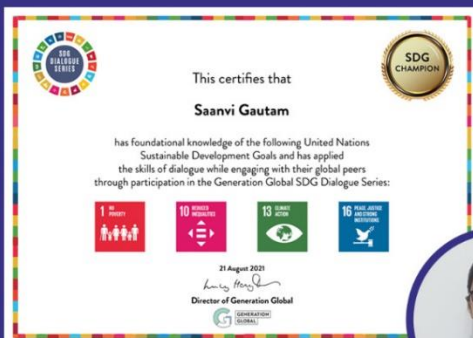 SDG
DIALOGUE
SERIES
SDG
CHAMPION
This certifies that
Saanvi Gautam
has foundational knowledge of the following United Nations
Sustainable Development Goals and has applied
the skills of dialogue while engaging with their global peers
through participation in the Generation Global SDG Dialogue Series:
1 NO
POVERTY
10 REDUCED
INEQUALITIES
13 CLIMATE
ACTION
16 PEACE, JUSTICE
AND STRONG
INSTITUTIONS
21 August 2021
Director of Generation Global
GENERATION
GLOBAL